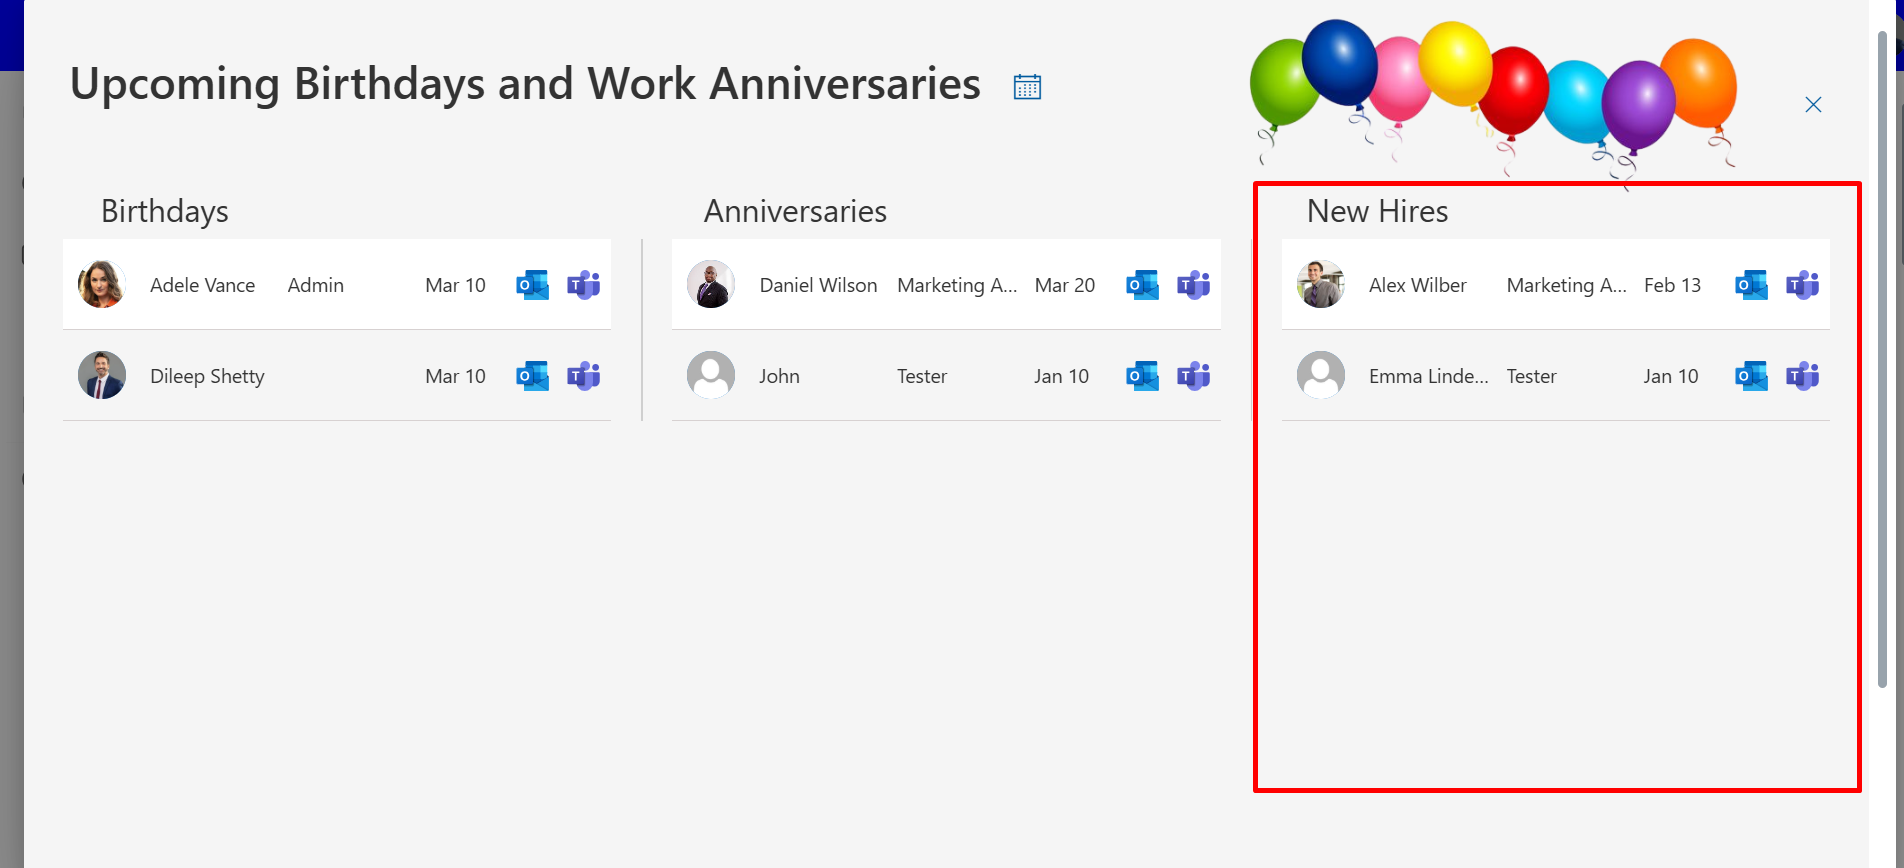 Upcoming Birthdays and Work Anniversaries
Birthdays
Adele Vance Admin Mar 10
Dileep Shetty Mar 10
Anniversaries
Daniel Wilson Marketing A... Mar 20
John Tester Jan 10
New Hires
Alex Wilber Marketing A... Feb 13
Emma Linde... Tester Jan 10